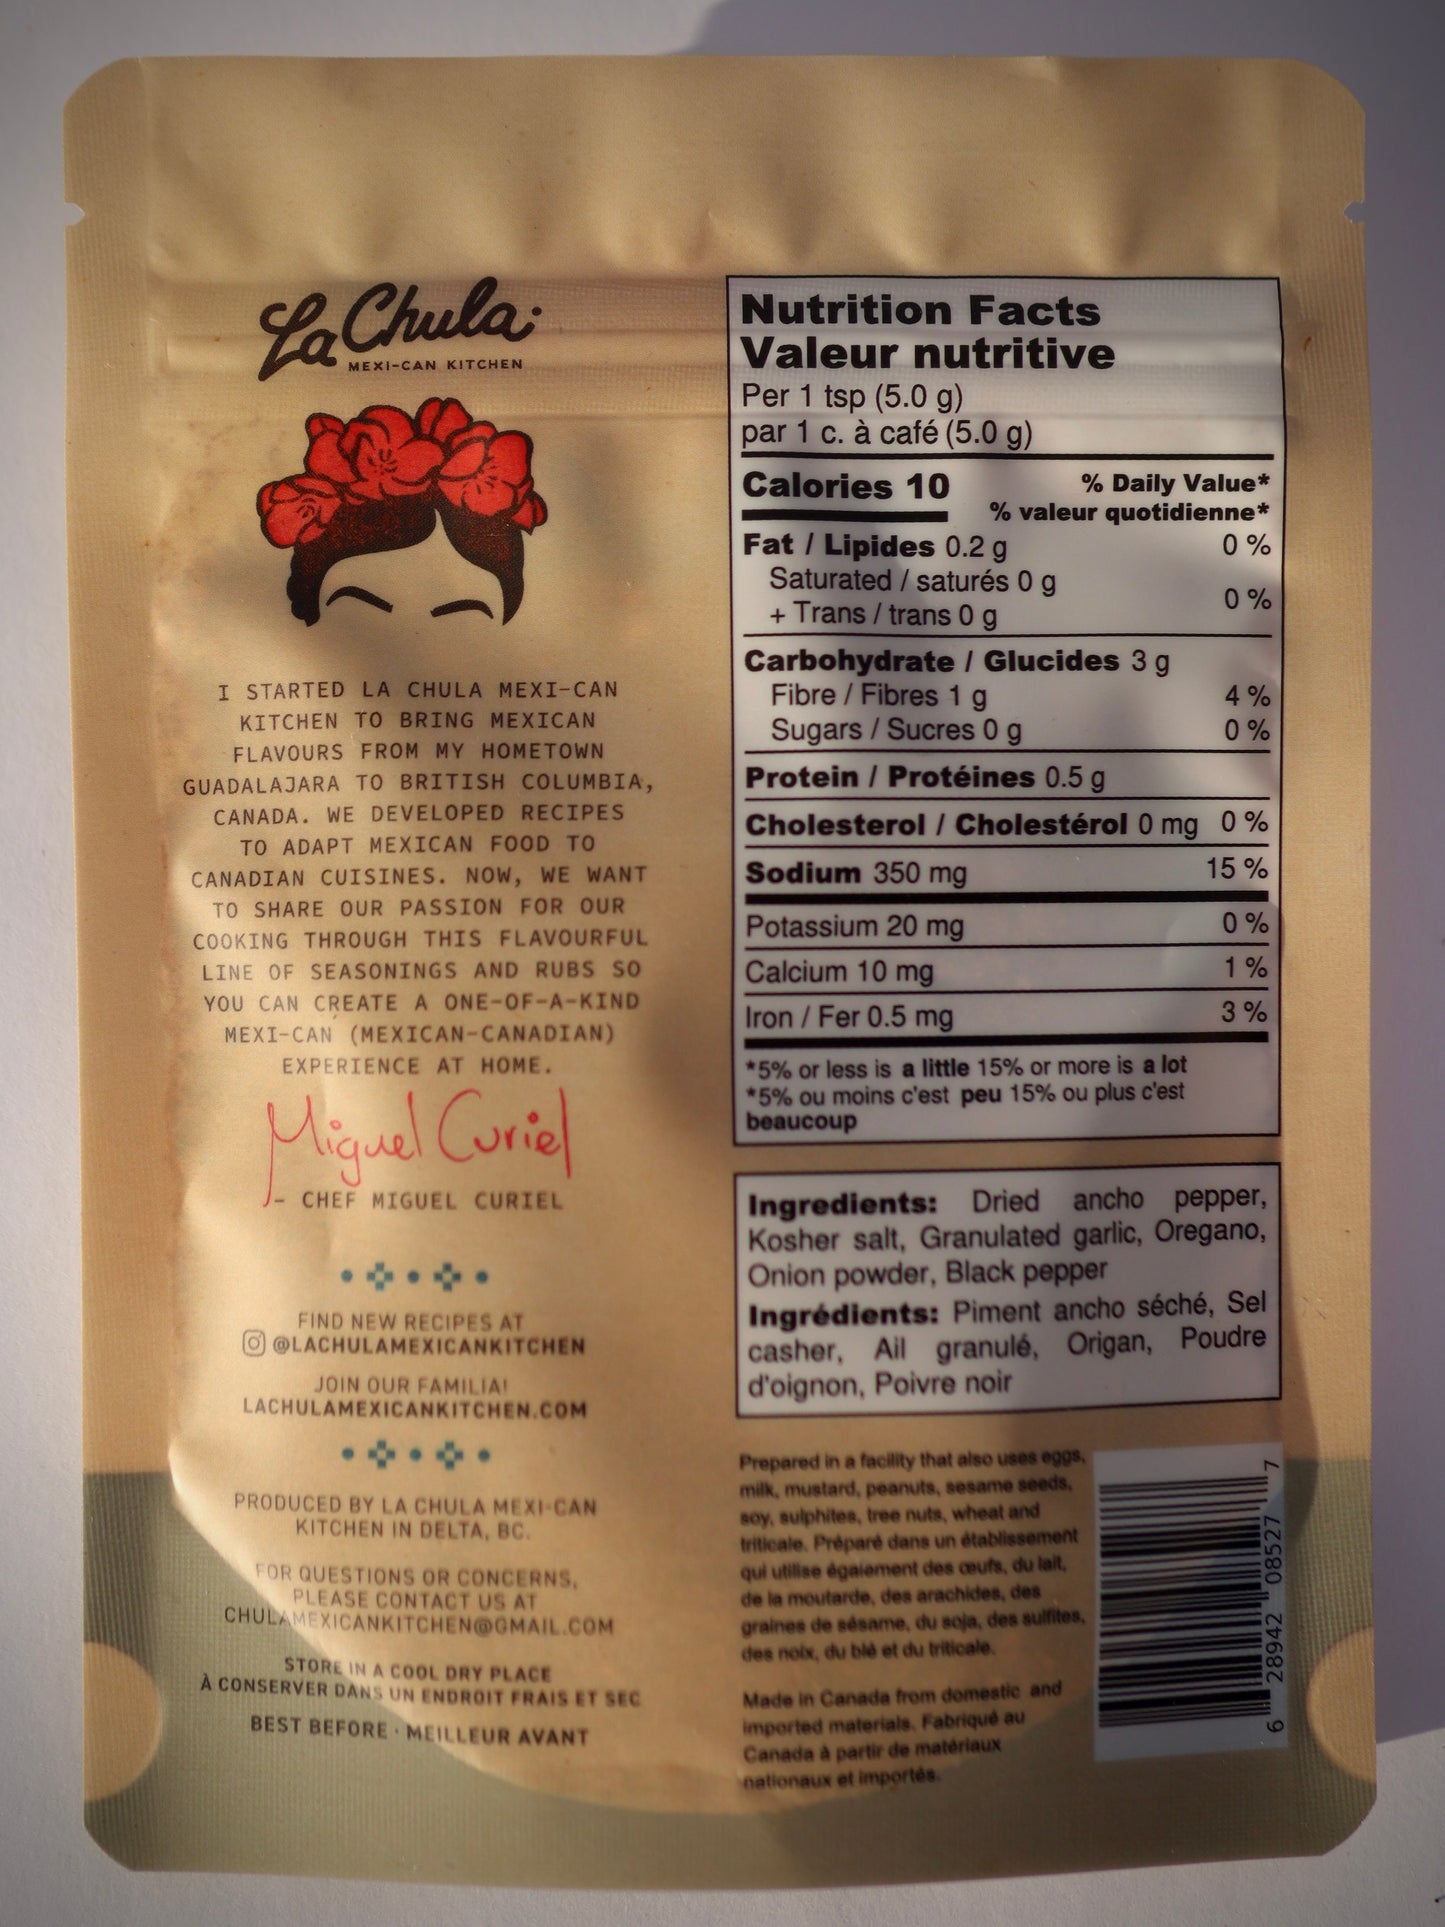 La Chula
MEXI-CAN KITCHEN
I STARTED LA CHULA MEXI-CAN
KITCHEN TO BRING MEXICAN
FLAVOURS FROM MY HOMETOWN
GUADALAJARA TO BRITISH COLUMBIA,
CANADA. WE DEVELOPED RECIPES
TO ADAPT MEXICAN FOOD TO
CANADIAN CUISINES. NOW, WE WANT
TO SHARE OUR PASSION FOR OUR
COOKING THROUGH THIS FLAVOURFUL
LINE OF SEASONINGS AND RUBS SO
YOU CAN CREATE A ONE-OF-A-KIND
MEXI-CAN (MEXICAN-CANADIAN)
EXPERIENCE AT HOME.
Miguel Curiel
- CHEF MIGUEL CURIEL
FIND NEW RECIPES AT
@LACHULAMEXICANKITCHEN
JOIN OUR FAMILIA!
LACHULAMEXICANKITCHEN.COM
PRODUCED BY LA CHULA MEXI-CAN
KITCHEN IN DELTA, BC.
FOR QUESTIONS OR CONCERNS,
PLEASE CONTACT US AT
CHULAMEXICANKITCHEN@GMAIL.COM
STORE IN A COOL DRY PLACE
À CONSERVER DANS UN ENDROIT FRAIS ET SEC
BEST BEFORE · MEILLEUR AVANT
Nutrition Facts
Valeur nutritive
Per 1 tsp (5.0 g)
par 1 c. à café (5.0 g)
Calories 10
% Daily Value*
% valeur quotidienne*
Fat / Lipides 0.2 g 0 %
Saturated / saturés 0 g
+ Trans / trans 0 g 0 %
Carbohydrate / Glucides 3 g
Fibre / Fibres 1 g 4 %
Sugars / Sucres 0 g 0 %
Protein / Protéines 0.5 g
Cholesterol / Cholestérol 0 mg 0 %
Sodium 350 mg 15 %
Potassium 20 mg 0 %
Calcium 10 mg 1 %
Iron / Fer 0.5 mg 3 %
*5% or less is a little 15% or more is a lot
*5% ou moins c'est peu 15% ou plus c'est
beaucoup
Ingredients: Dried ancho pepper,
Kosher salt, Granulated garlic, Oregano,
Onion powder, Black pepper
Ingrédients: Piment ancho séché, Sel
casher, Ail granulé, Origan, Poudre
d'oignon, Poivre noir
Prepared in a facility that also uses eggs,
milk, mustard, peanuts, sesame seeds,
soy, sulphites, tree nuts, wheat and
triticale. Préparé dans un établissement
qui utilise également des œufs, du lait,
de la moutarde, des arachides, des
graines de sésame, du soja, des sulfites,
des noix, du blé et du triticale.
Made in Canada from domestic and
imported materials. Fabriqué au
Canada à partir de matériaux
nationaux et importés.
6 28942 08527 7